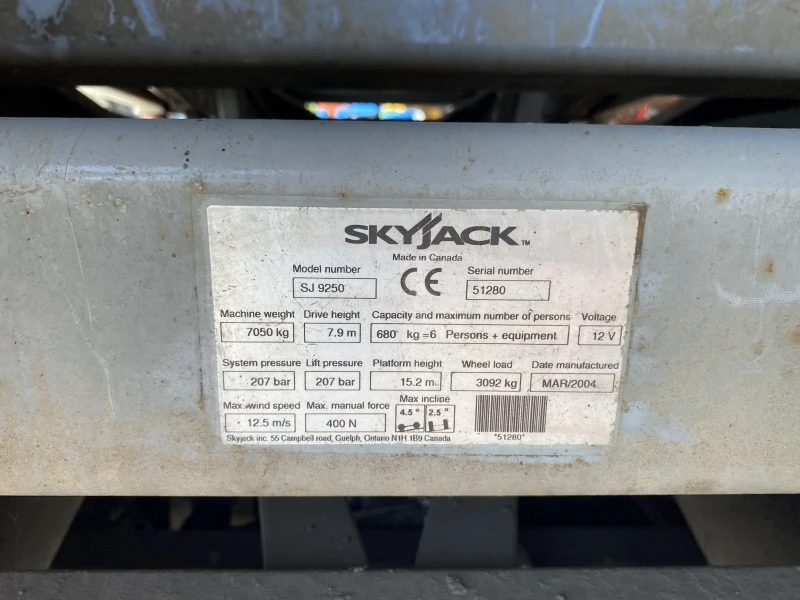 SKYJACK™
Made in Canada
Model number CE Serial number
SJ 9250 51280
Machine weight Drive height Capacity and maximum number of persons Voltage
7050 kg 7.9 m 680 kg =6 Persons + equipment 12 V
System pressure Lift pressure Platform height Wheel load Date manufactured
207 bar 207 bar 15.2 m. 3092 kg MAR/2004
Max. wind speed Max. manual force Max incline
12.5 m/s 400 N 4.5 ° 2.5 °
Skyjack inc. 55 Campbell road, Guelph, Ontario N1H 1B9 Canada *51280*